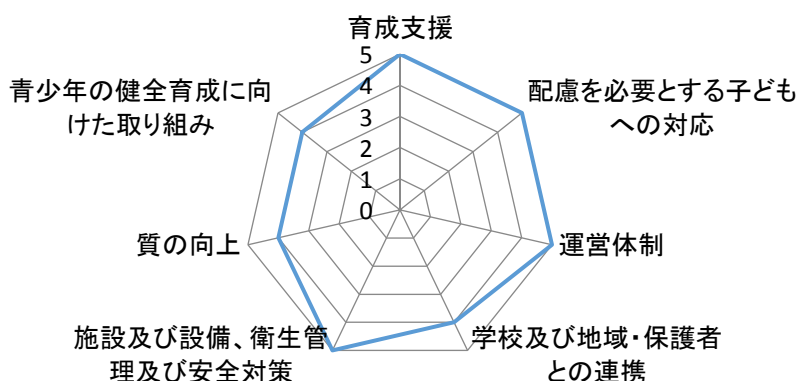 育成支援
5
4
3
2
1
0
配慮を必要とする子ども
への対応
運営体制
学校及び地域・保護者
との連携
施設及び設備、衛生管
理及び安全対策
質の向上
青少年の健全育成に向
けた取り組み